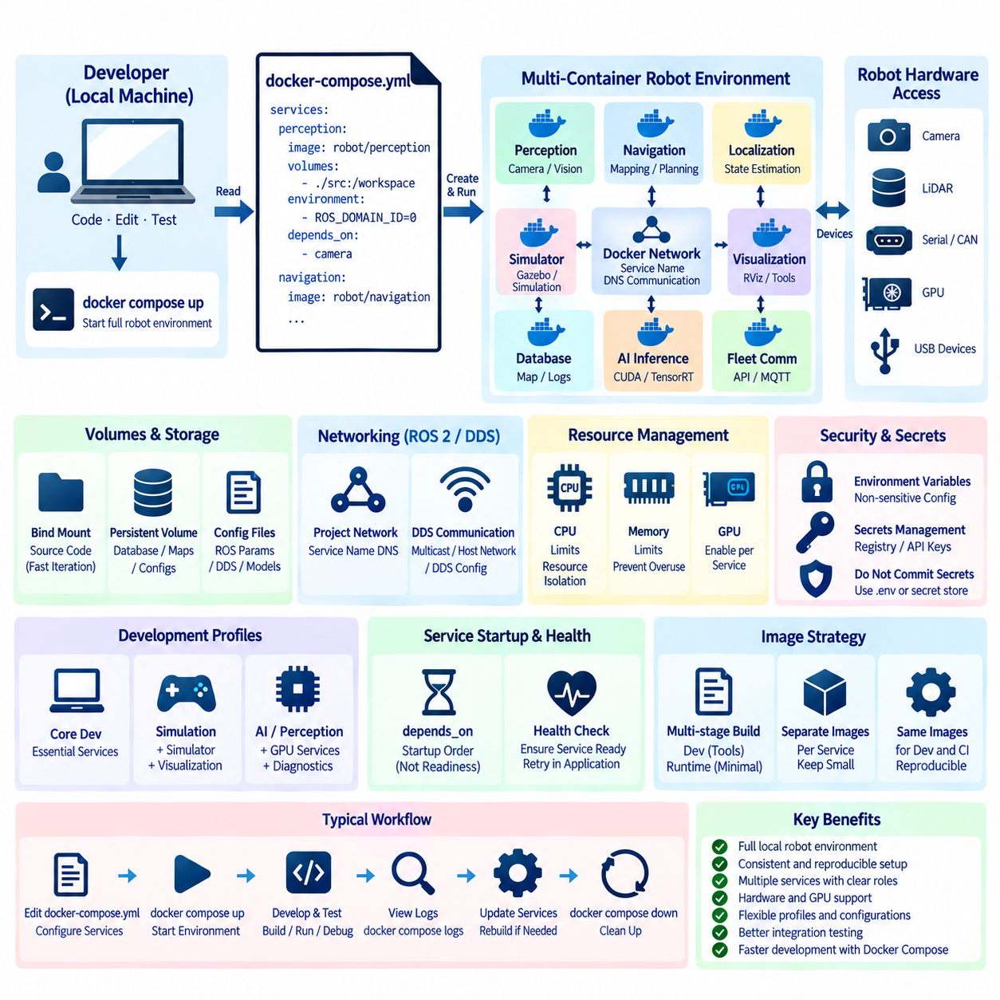 Developer
(Local Machine)
Code · Edit · Test
docker compose up
Start full robot environment
Read
docker-compose.yml
services:
perception:
image: robot/perception
volumes:
- ./src:/workspace
environment:
- ROS_DOMAIN_ID=0
depends_on:
- camera
navigation:
image: robot/navigation
...
Create
& Run
Multi-Container Robot Environment
Perception
Camera / Vision
Navigation
Mapping / Planning
Localization
State Estimation
Simulator
Gazebo /
Simulation
Docker Network
Service Name
DNS Communication
Visualization
RViz / Tools
Database
Map / Logs
AI Inference
CUDA / TensorRT
Fleet Comm
API / MQTT
Devices
Robot Hardware
Access
Camera
LiDAR
Serial / CAN
GPU
USB Devices
Volumes & Storage
Bind Mount
Source Code
(Fast Iteration)
Persistent Volume
Database / Maps
/ Configs
Config Files
ROS Params
/ DDS / Models
Networking (ROS 2 / DDS)
Project Network
Service Name DNS
DDS Communication
Multicast / Host Network
/ DDS Config
Resource Management
CPU
CPU
Limits
Resource
Isolation
Memory
Limits
Prevent Overuse
GPU
Enable per
Service
Security & Secrets
Environment Variables
Non-sensitive Config
Secrets Management
Registry / API Keys
Do Not Commit Secrets
Use .env or secret store
Development Profiles
Core Dev
Essential Services
Simulation
+ Simulator
+ Visualization
AI / Perception
+ GPU Services
+ Diagnostics
Service Startup & Health
depends_on
Startup Order
(Not Readiness)
Health Check
Ensure Service Ready
Retry in Application
Image Strategy
Multi-stage Build
Dev (Tools)
Runtime (Minimal)
Separate Images
Per Service
Keep Small
Same Images
for Dev and CI
Reproducible
Typical Workflow
Edit docker-compose.yml
Configure Services
docker compose up
Start Environment
</>
Develop & Test
Build / Run / Debug
View Logs
docker compose logs
Update Services
Rebuild if Needed
docker compose down
Clean Up
Key Benefits
Full local robot environment
Consistent and reproducible setup
Multiple services with clear roles
Hardware and GPU support
Flexible profiles and configurations
Better integration testing
Faster development with Docker Compose